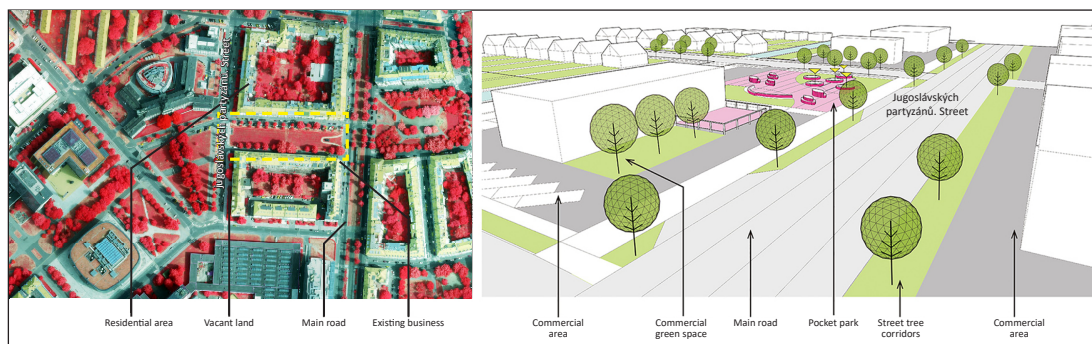 Jugoslávských partyzánů. Street
Jugoslávských
partyzánů. Street
Residential area
Vacant land
Main road
Existing business
Commercial
area
Commercial
green space
Main road
Pocket park
Street tree
corridors
Commercial
area